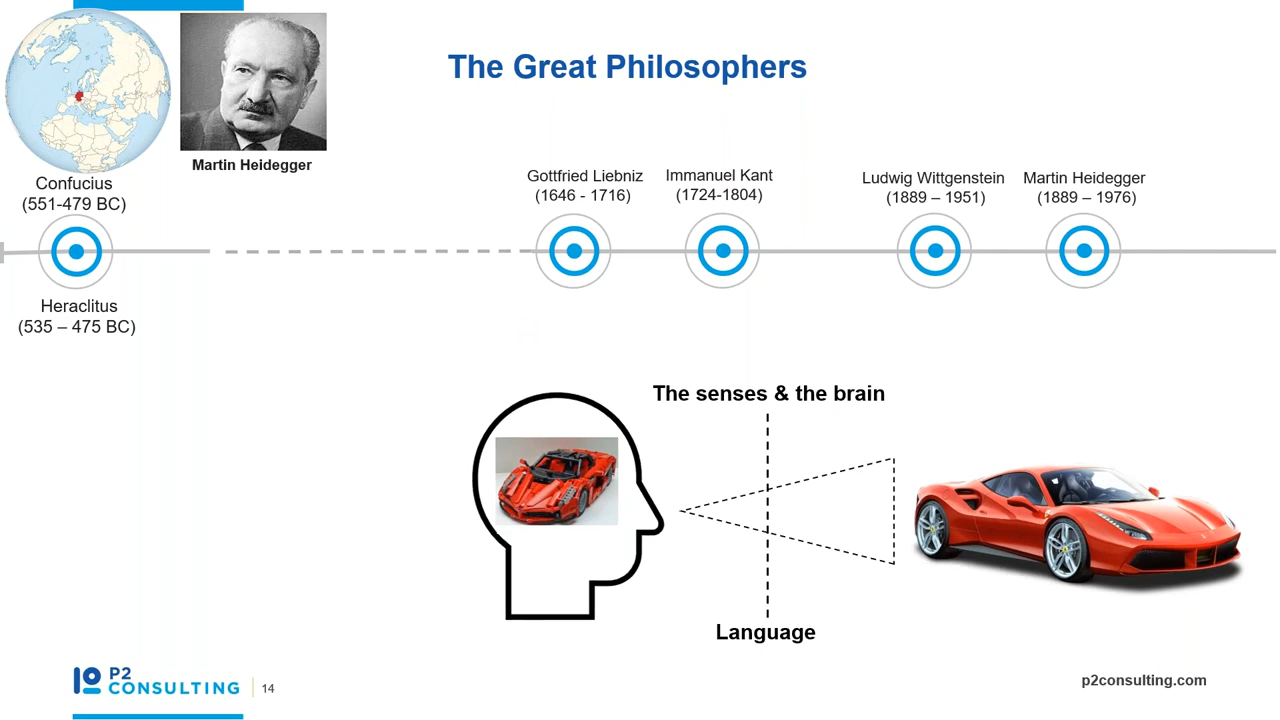 The Great Philosophers
Martin Heidegger
Confucius
(551-479 BC)
Gottfried Liebniz
(1646 - 1716)
Immanuel Kant
(1724-1804)
Ludwig Wittgenstein
(1889 – 1951)
Martin Heidegger
(1889 – 1976)
Heraclitus
(535 – 475 BC)
The senses & the brain
Language
P2
CONSULTING
14
p2consulting.com